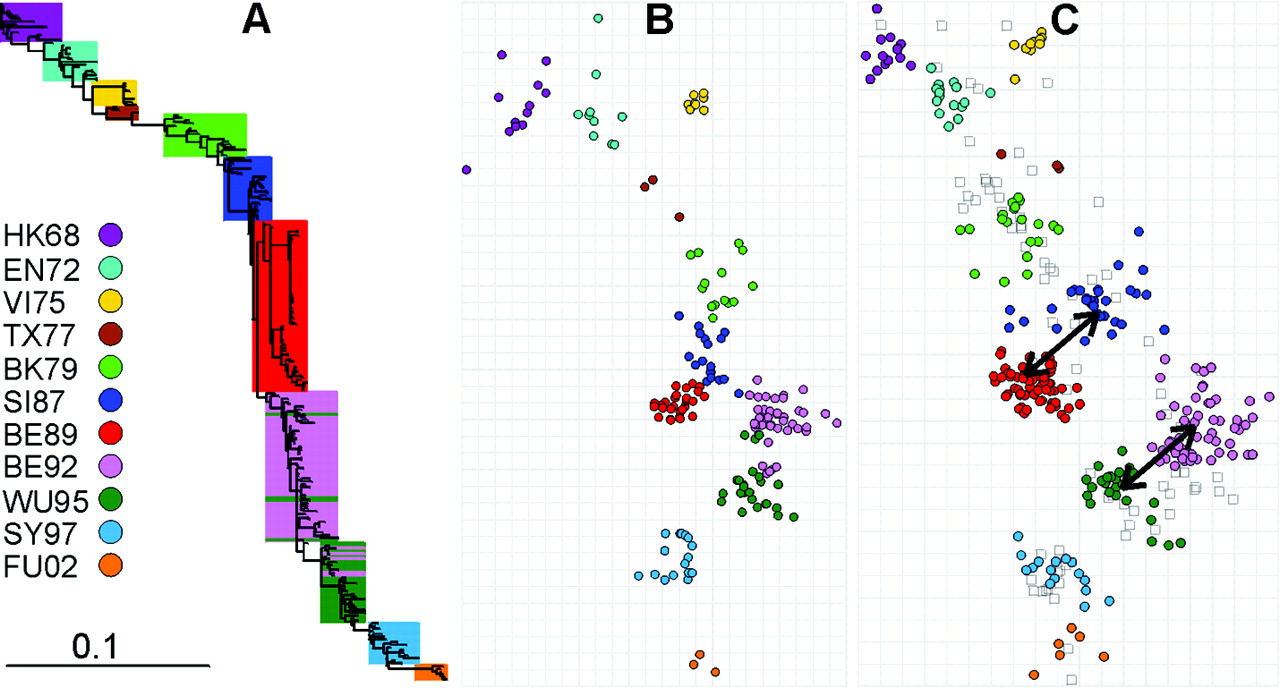 A
B
C
HK68
EN72
VI75
TX77
BK79
SI87
BE89
BE92
WU95
SY97
FU02
0.1